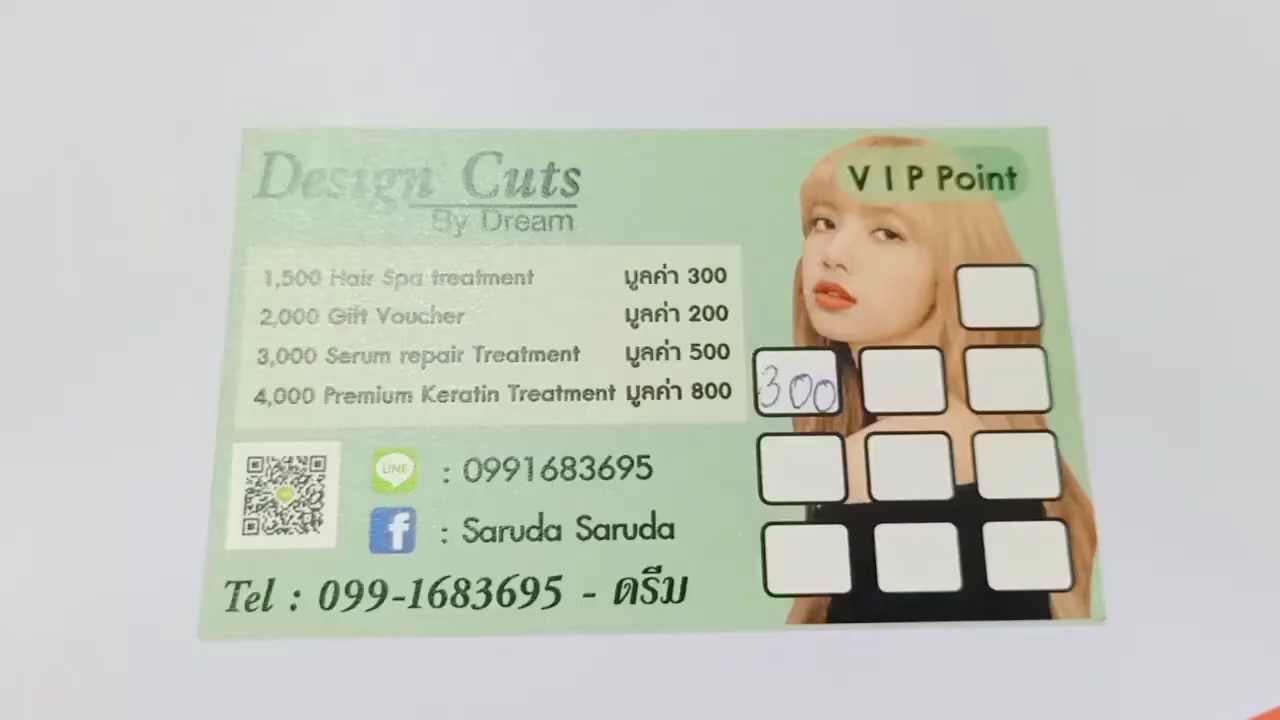 Design Cuts
By Dream
VIP Point
1,500 Hair Spa treatment มูลค่า 300
2,000 Gift Voucher มูลค่า 200
3,000 Serum repair Treatment มูลค่า 500
4,000 Premium Keratin Treatment มูลค่า 800
300
LINE : 0991683695
f : Saruda Saruda
Tel : 099-1683695 - ดรีม